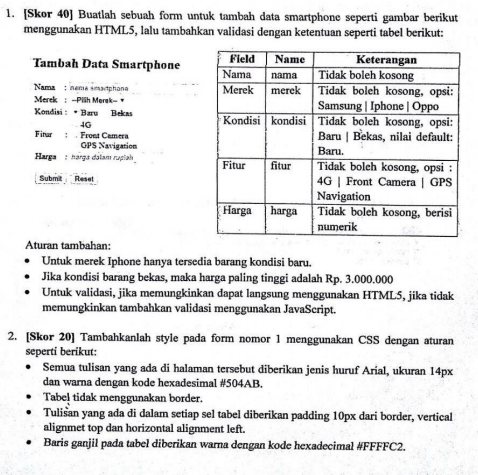 1. [Skor 40] Buatlah sebuah form untuk tambah data smartphone seperti gambar berikut
menggunakan HTML5, lalu tambahkan validasi dengan ketentuan seperti tabel berikut:
Tambah Data Smartphone
Nama : nama smartphone
Merek : --Pilih Merek--
Kondisi : Baru Bekas
4G
Fitur : Front Camera
GPS Navigation
Harga : harga dalam rupiah
Submit Reset
Field Name Keterangan
Nama nama Tidak boleh kosong
Merek merek Tidak boleh kosong, opsi:
Samsung | Iphone | Oppo
Kondisi kondisi Tidak boleh kosong, opsi:
Baru | Bekas, nilai default:
Baru.
Fitur fitur Tidak boleh kosong, opsi :
4G | Front Camera | GPS
Navigation
Harga harga Tidak boleh kosong, berisi
numerik
Aturan tambahan:
• Untuk merek Iphone hanya tersedia barang kondisi baru.
• Jika kondisi barang bekas, maka harga paling tinggi adalah Rp. 3.000.000
• Untuk validasi, jika memungkinkan dapat langsung menggunakan HTML5, jika tidak
memungkinkan tambahkan validasi menggunakan JavaScript.
2. [Skor 20] Tambahkanlah style pada form nomor 1 menggunakan CSS dengan aturan
seperti berikut:
• Semua tulisan yang ada di halaman tersebut diberikan jenis huruf Arial, ukuran 14px
dan warna dengan kode hexadesimal #504AB.
• Tabel tidak menggunakan border.
• Tulisan yang ada di dalam setiap sel tabel diberikan padding 10px dari border, vertical
alignmet top dan horizontal alignment left.
• Baris ganjil pada tabel diberikan warna dengan kode hexadecimal #FFFFC2.